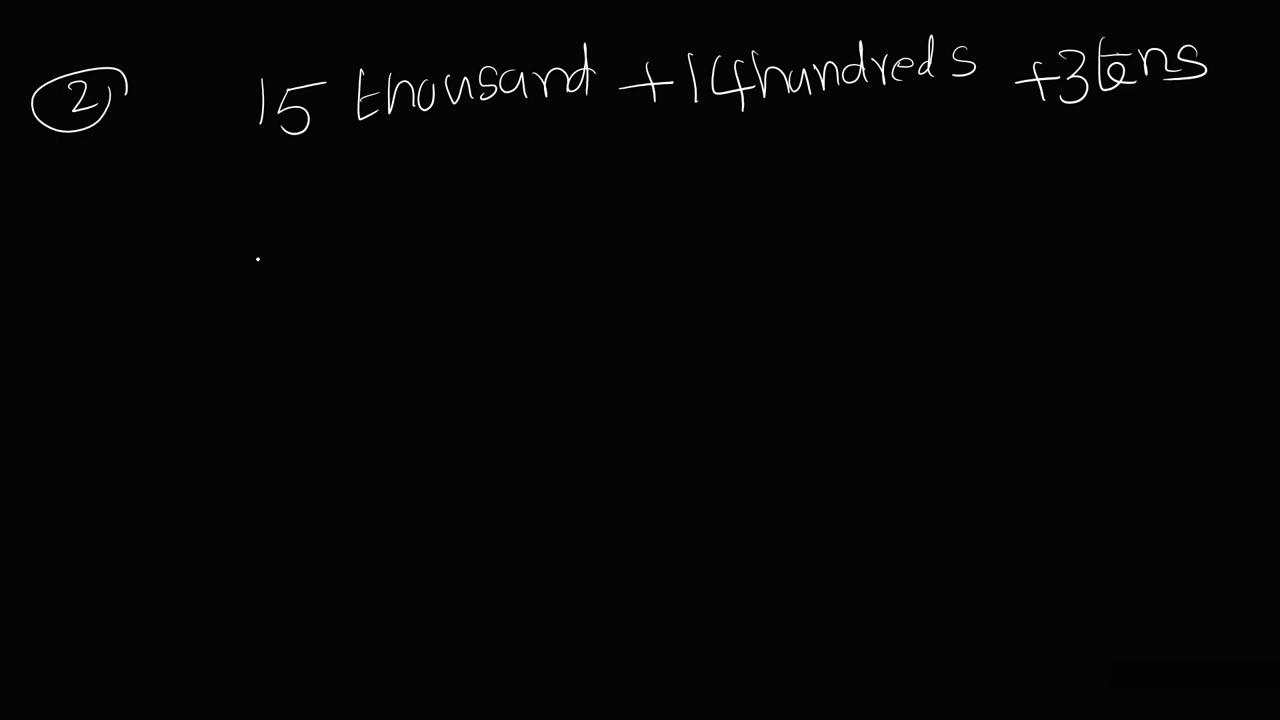 2) 15 thousand + 14 hundreds + 3 tens